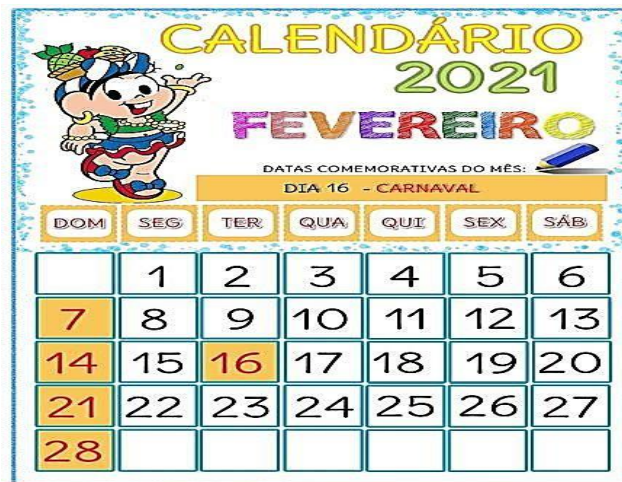 CALENDÁRIO
2021
FEVEREIRO
DATAS COMEMORATIVAS DO MÊS:
DIA 16 - CARNAVAL
DOM SEG TER QUA QUI SEX SÁB
1 2 3 4 5 6
7 8 9 10 11 12 13
14 15 16 17 18 19 20
21 22 23 24 25 26 27
28